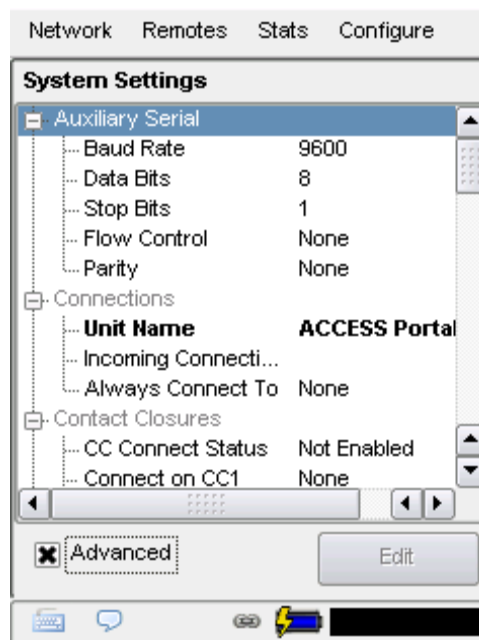 Network Remotes Stats Configure
System Settings
Auxiliary Serial
Baud Rate 9600
Data Bits 8
Stop Bits 1
Flow Control None
Parity None
Connections
Unit Name ACCESS Portal
Incoming Connecti...
Always Connect To None
Contact Closures
CC Connect Status Not Enabled
Connect on CC1 None
Advanced
Edit